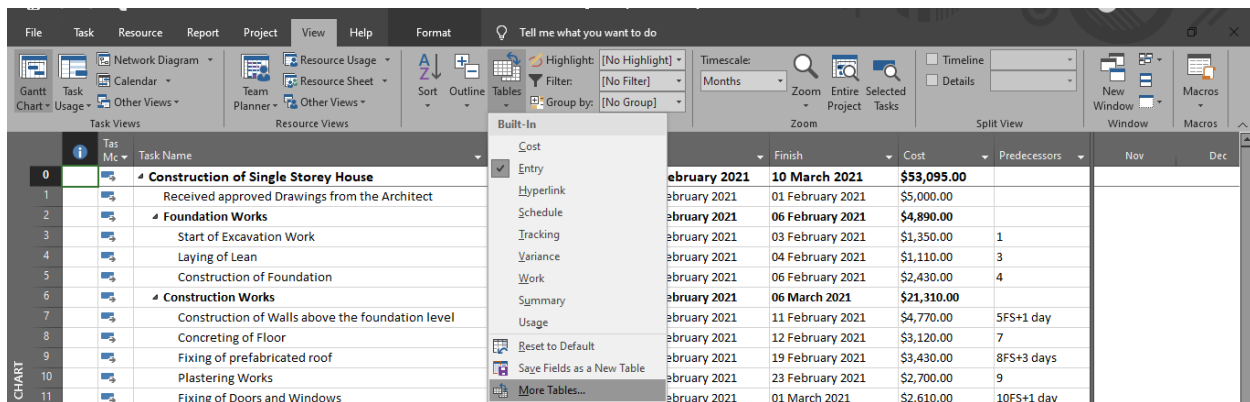 File Task Resource Report Project View Help Format Tell me what you want to do
Network Diagram Resource Usage Highlight: [No Highlight] Timescale: Timeline
Calendar Resource Sheet Filter: [No Filter] Months Details
Gantt Chart Task Usage Other Views Team Planner Other Views Sort Outline Tables Group by: [No Group] Zoom Entire Project Selected Tasks New Window Macros
Task Views Resource Views Zoom Split View Window Macros
Built-In
Cost
Entry
Hyperlink
Schedule
Tracking
Variance
Work
Summary
Usage
Reset to Default
Save Fields as a New Table
More Tables...
Tas Mc Task Name Finish Cost Predecessors Nov Dec
0 Construction of Single Storey House ebruary 2021 10 March 2021 $53,095.00
1 Received approved Drawings from the Architect ebruary 2021 01 February 2021 $5,000.00
2 Foundation Works ebruary 2021 06 February 2021 $4,890.00
3 Start of Excavation Work ebruary 2021 03 February 2021 $1,350.00 1
4 Laying of Lean ebruary 2021 04 February 2021 $1,110.00 3
5 Construction of Foundation ebruary 2021 06 February 2021 $2,430.00 4
6 Construction Works ebruary 2021 06 March 2021 $21,310.00
7 Construction of Walls above the foundation level ebruary 2021 11 February 2021 $4,770.00 5FS+1 day
8 Concreting of Floor ebruary 2021 12 February 2021 $3,120.00 7
9 Fixing of prefabricated roof ebruary 2021 19 February 2021 $3,430.00 8FS+3 days
10 Plastering Works ebruary 2021 23 February 2021 $2,700.00 9
11 Fixing of Doors and Windows ebruary 2021 01 March 2021 $2,610.00 10FS+1 day
CHART